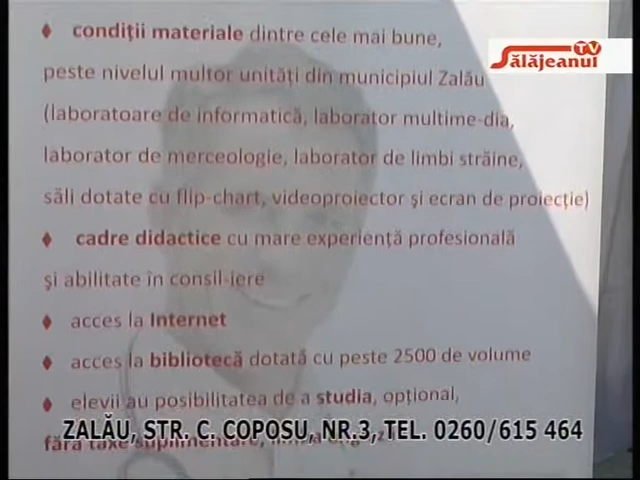 condiţii materiale dintre cele mai bune,
Sălăjeanul TV
peste nivelul multor unităţi din municipiul Zalău
(laboratoare de informatică, laborator multime-dia,
laborator de merceologie, laborator de limbi străine,
săli dotate cu flip-chart, videoproiector şi ecran de proiecţie)
cadre didactice cu mare experienţă profesională
şi abilitate în consil-iere
acces la Internet
acces la bibliotecă dotată cu peste 2500 de volume
elevii au posibilitatea de a studia, opţional,
ZALĂU, STR. C. COPOSU, NR.3, TEL. 0260/615 464
fără taxe suplimentare,